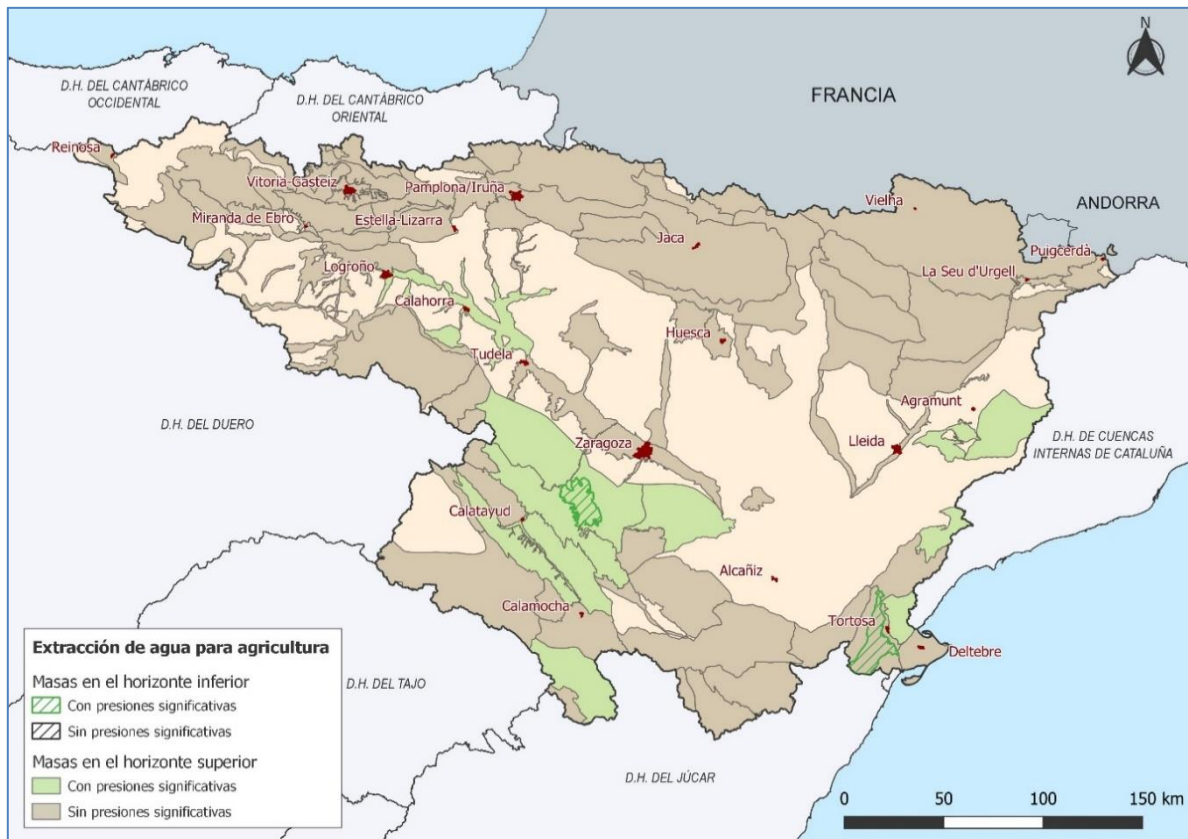 D.H. DEL CANTÁBRICO
OCCIDENTAL
D.H. DEL CANTÁBRICO
ORIENTAL
FRANCIA
N
Reinosa
Vitoria-Gasteiz
Pamplona/Iruña
Vielha
ANDORRA
Miranda de Ebro
Estella-Lizarra
Jaca
Puigcerdà
Logroño
La Seu d'Urgell
Calahorra
Huesca
Tudela
Agramunt
D.H. DEL DUERO
Zaragoza
Lleida
D.H. DE CUENCAS
INTERNAS DE CATALUÑA
Calatayud
Alcañiz
Calamocha
Tortosa
Deltebre
D.H. DEL TAJO
D.H. DEL JÚCAR
Extracción de agua para agricultura
Masas en el horizonte inferior
Con presiones significativas
Sin presiones significativas
Masas en el horizonte superior
Con presiones significativas
Sin presiones significativas
0 50 100 150 km